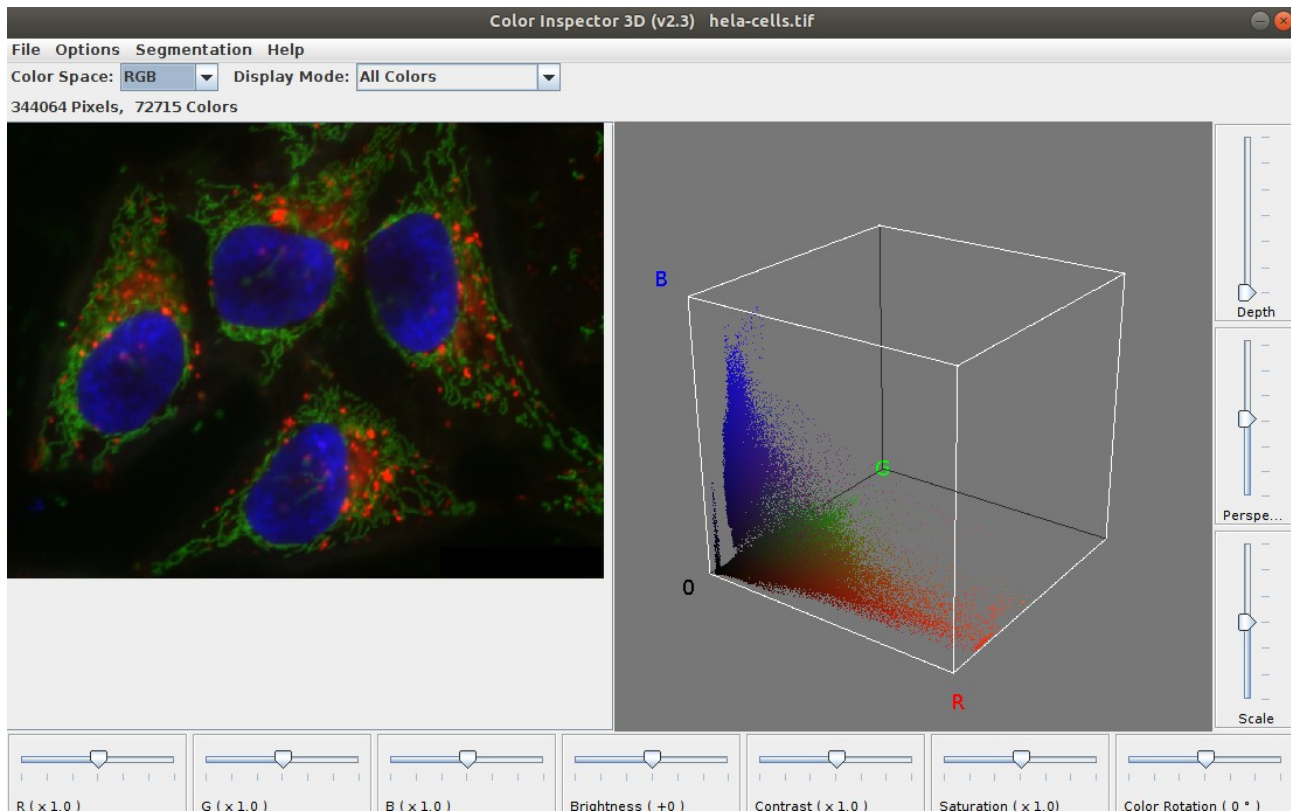 Color Inspector 3D (v2.3)   hela-cells.tif
File Options Segmentation Help
Color Space: RGB Display Mode: All Colors
344064 Pixels,  72715 Colors
B
G
0
R
Depth
Perspe...
Scale
R ( x 1.0 ) G ( x 1.0 ) B ( x 1.0 ) Brightness ( +0 ) Contrast ( x 1.0 ) Saturation ( x 1.0) Color Rotation ( 0 ° )